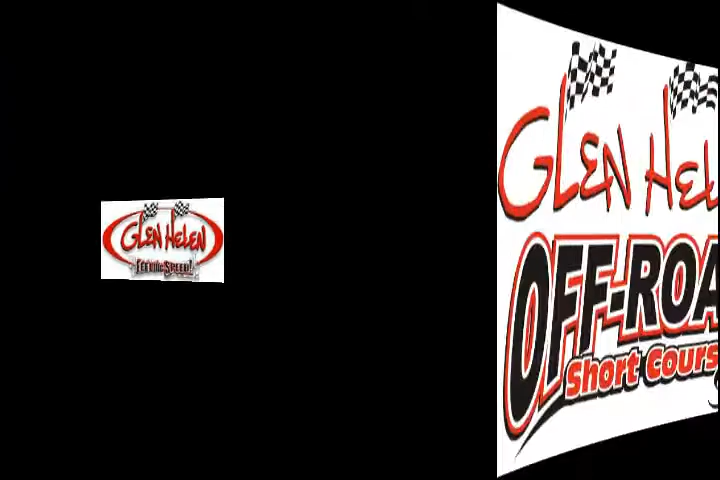 GLEN HELEN
FEEL THE SPEED!
GLEN HEL
OFF-ROA
Short Cours